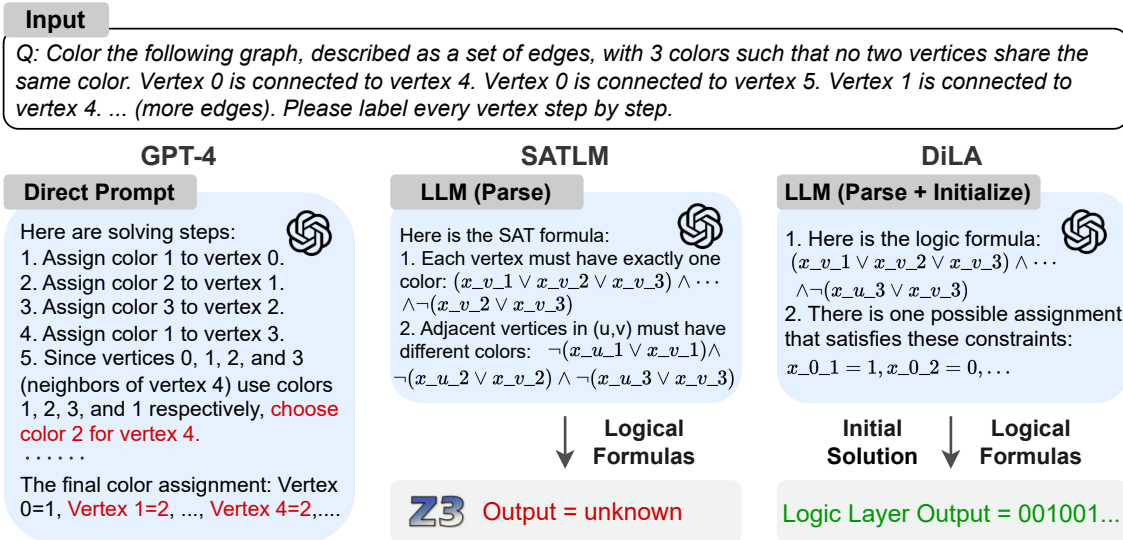 Input
Q: Color the following graph, described as a set of edges, with 3 colors such that no two vertices share the
same color. Vertex 0 is connected to vertex 4. Vertex 0 is connected to vertex 5. Vertex 1 is connected to
vertex 4. ... (more edges). Please label every vertex step by step.
GPT-4
Direct Prompt
Here are solving steps:
1. Assign color 1 to vertex 0.
2. Assign color 2 to vertex 1.
3. Assign color 3 to vertex 2.
4. Assign color 1 to vertex 3.
5. Since vertices 0, 1, 2, and 3
(neighbors of vertex 4) use colors
1, 2, 3, and 1 respectively, choose
color 2 for vertex 4.
······
The final color assignment: Vertex
0=1, Vertex 1=2, ..., Vertex 4=2,....
SATLM
LLM (Parse)
Here is the SAT formula:
1. Each vertex must have exactly one
color: (x_v_1 ∨ x_v_2 ∨ x_v_3) ∧ ···
∧¬(x_v_2 ∨ x_v_3)
2. Adjacent vertices in (u,v) must have
different colors: ¬(x_u_1 ∨ x_v_1)∧
¬(x_u_2 ∨ x_v_2) ∧ ¬(x_u_3 ∨ x_v_3)
Logical
Formulas
Z3 Output = unknown
DiLA
LLM (Parse + Initialize)
1. Here is the logic formula:
(x_v_1 ∨ x_v_2 ∨ x_v_3) ∧ ···
∧¬(x_u_3 ∨ x_v_3)
2. There is one possible assignment
that satisfies these constraints:
x_0_1 = 1, x_0_2 = 0, ...
Initial
Solution
Logical
Formulas
Logic Layer Output = 001001...